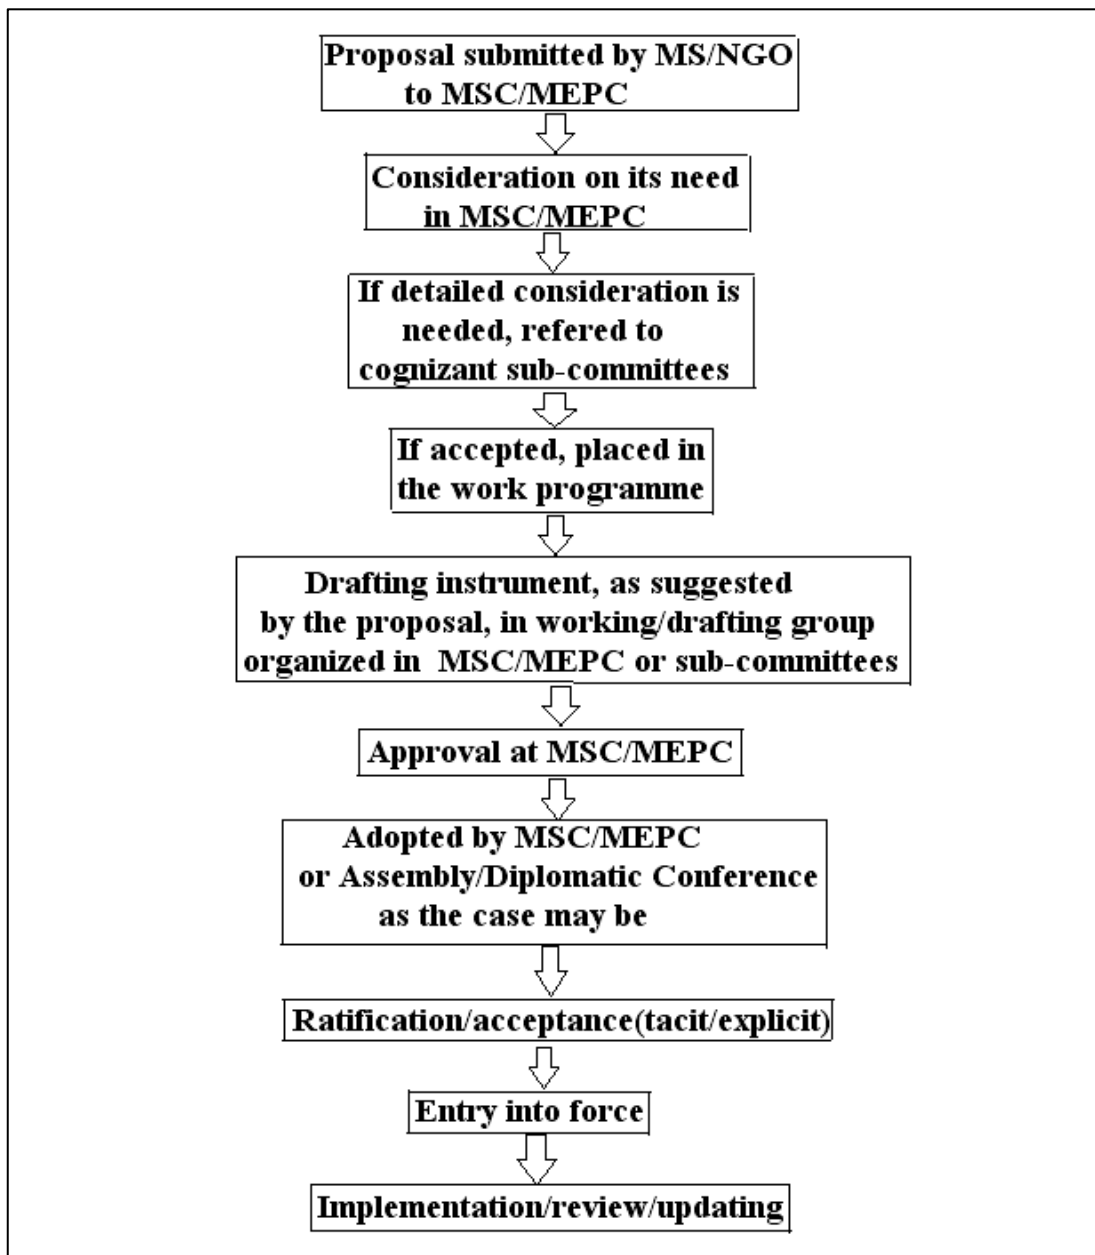 Proposal submitted by MS/NGO
to MSC/MEPC
Consideration on its need
in MSC/MEPC
If detailed consideration is
needed, refered to
cognizant sub-committees
If accepted, placed in
the work programme
Drafting instrument, as suggested
by the proposal, in working/drafting group
organized in MSC/MEPC or sub-committees
Approval at MSC/MEPC
Adopted by MSC/MEPC
or Assembly/Diplomatic Conference
as the case may be
Ratification/acceptance(tacit/explicit)
Entry into force
Implementation/review/updating